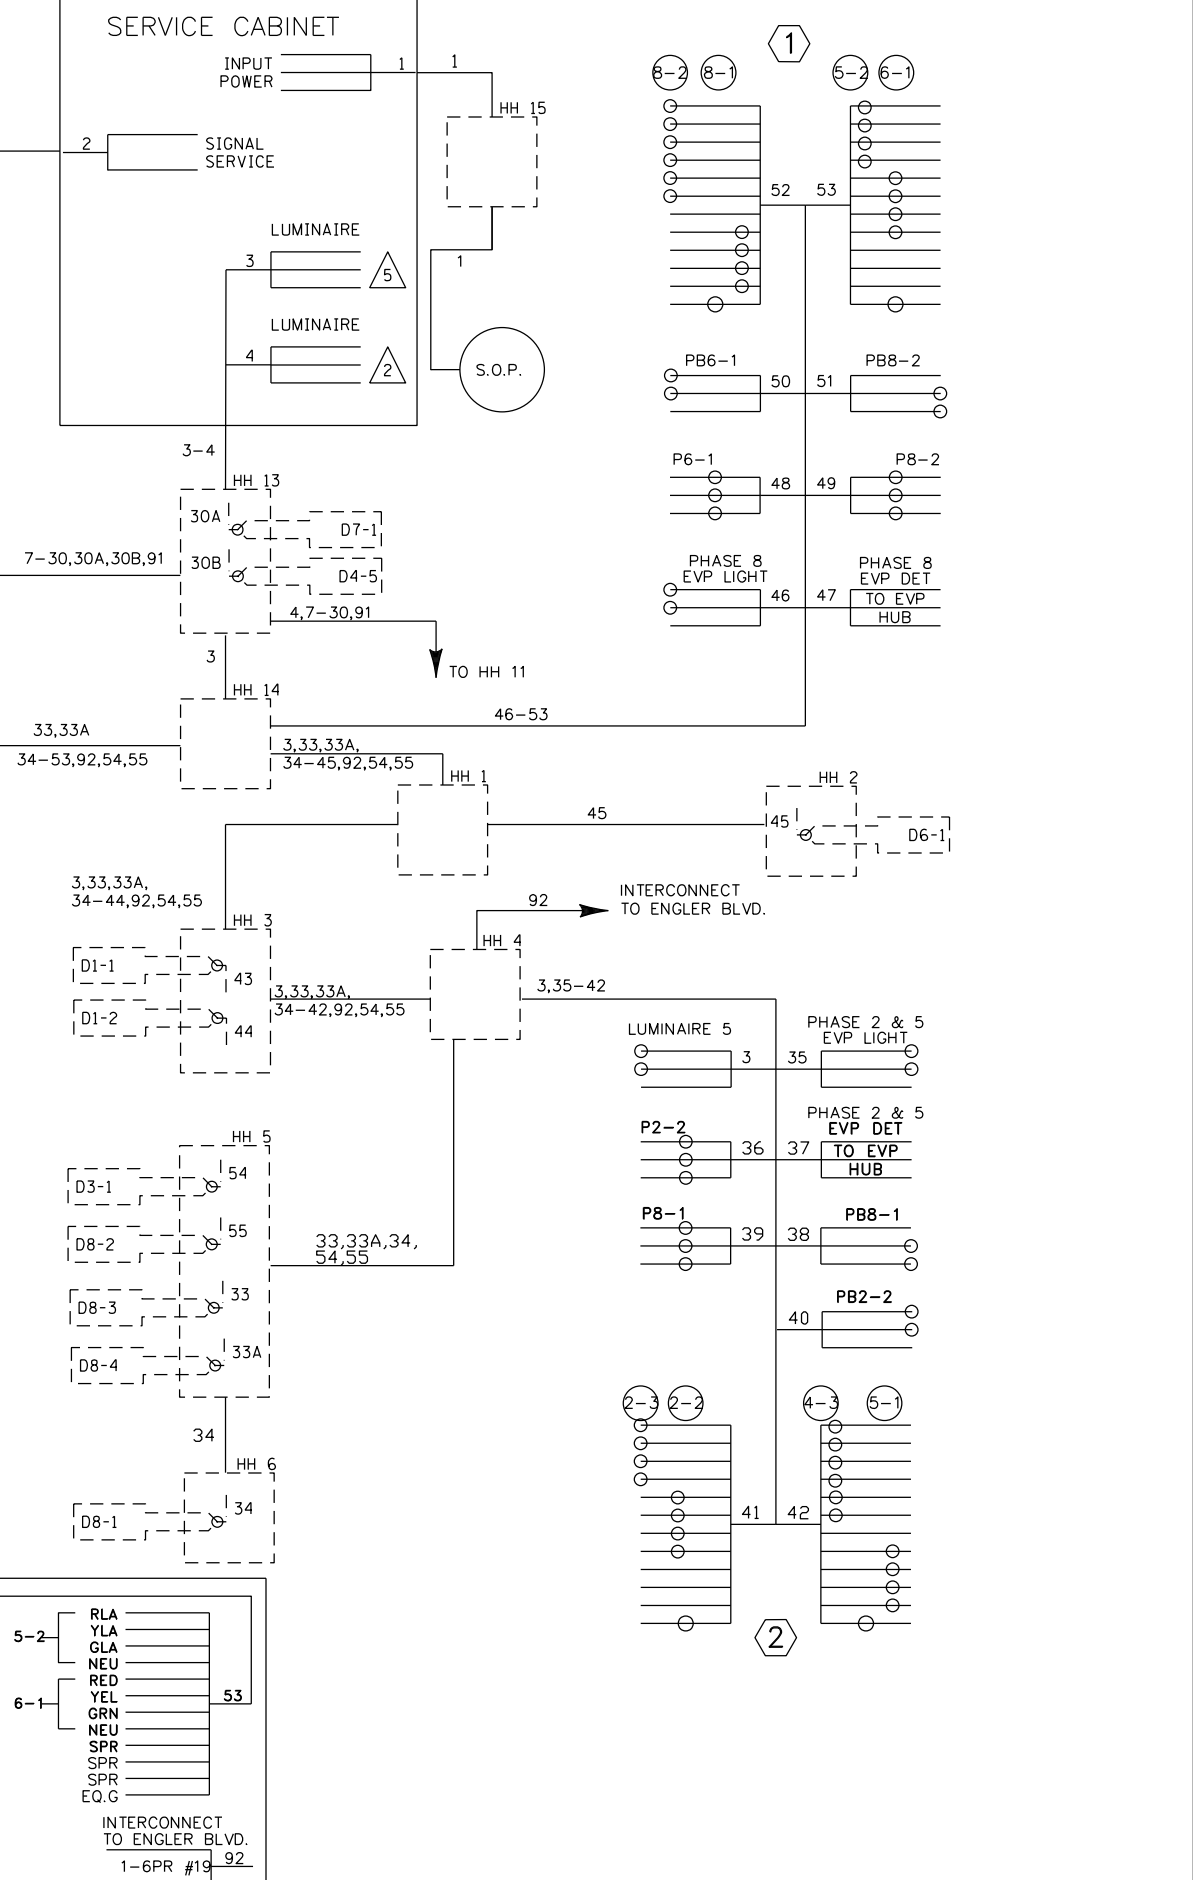 SERVICE CABINET
INPUT
POWER
1
1
HH 15
2
SIGNAL
SERVICE
LUMINAIRE
3
5
1
LUMINAIRE
4
2
S.O.P.
3-4
HH 13
30A
D7-1
30B
D4-5
7-30,30A,30B,91
4,7-30,91
3
TO HH 11
HH 14
33,33A
34-53,92,54,55
46-53
3,33,33A,
34-45,92,54,55
HH 1
45
HH 2
45
D6-1
3,33,33A,
34-44,92,54,55
HH 3
D1-1
43
D1-2
44
3,33,33A,
34-42,92,54,55
HH 4
92
INTERCONNECT
TO ENGLER BLVD.
3,35-42
HH 5
D3-1
54
D8-2
55
D8-3
33
D8-4
33A
33,33A,34,
54,55
34
HH 6
D8-1
34
1
8-2
8-1
5-2
6-1
52
53
PB6-1
PB8-2
50
51
P6-1
P8-2
48
49
PHASE 8
EVP LIGHT
PHASE 8
EVP DET
46
47
TO EVP
HUB
LUMINAIRE 5
PHASE 2 & 5
EVP LIGHT
3
35
P2-2
PHASE 2 & 5
EVP DET
36
37
TO EVP
HUB
P8-1
PB8-1
39
38
PB2-2
40
2-3
2-2
4-3
5-1
41
42
2
5-2
RLA
YLA
GLA
NEU
6-1
RED
YEL
GRN
NEU
SPR
SPR
SPR
EQ.G
53
INTERCONNECT
TO ENGLER BLVD.
1-6PR #19
92